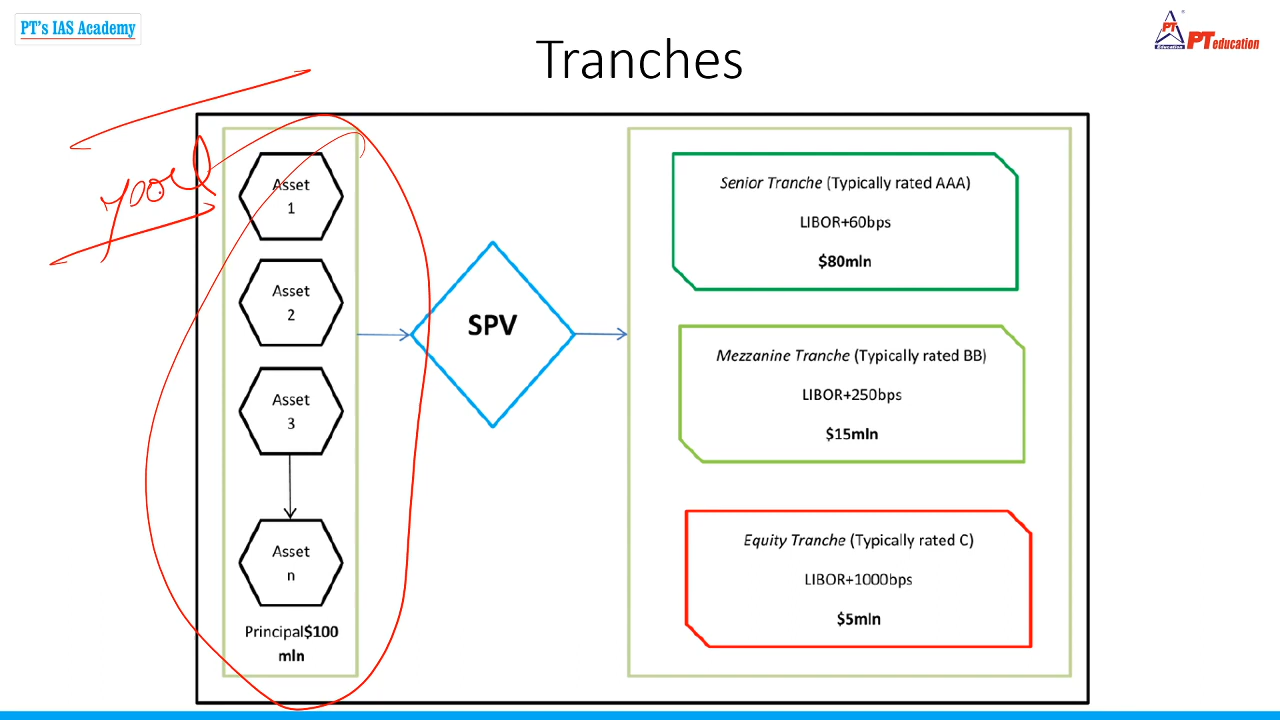 PT's IAS Academy
PT
Education
PT education
Tranches
pool
Asset
1
Asset
2
Asset
3
Asset
n
Principal$100
mln
SPV
Senior Tranche (Typically rated AAA)
LIBOR+60bps
$80mln
Mezzanine Tranche (Typically rated BB)
LIBOR+250bps
$15mln
Equity Tranche (Typically rated C)
LIBOR+1000bps
$5mln